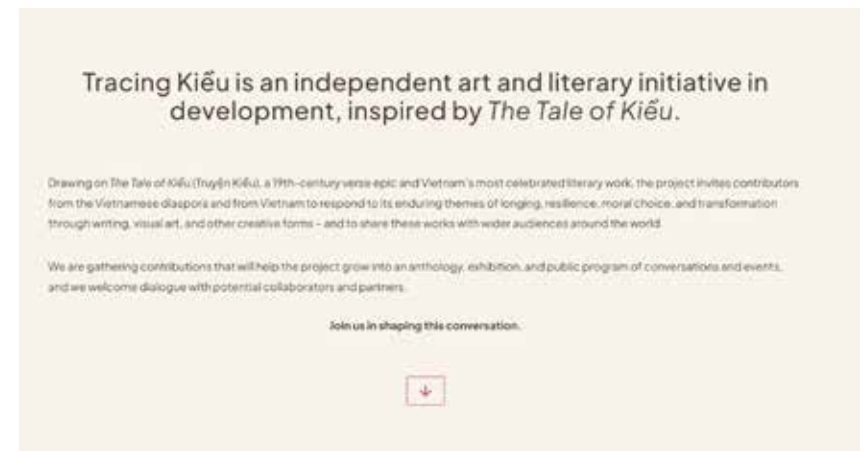 Tracing Kiều is an independent art and literary initiative in
development, inspired by The Tale of Kiều.
Drawing on The Tale of Kiều (Truyện Kiều), a 19th-century verse epic and Vietnam's most celebrated literary work, the project invites contributors
from the Vietnamese diaspora and from Vietnam to respond to its enduring themes of longing, resilience, moral choice, and transformation
through writing, visual art, and other creative forms – and to share these works with wider audiences around the world.
We are gathering contributions that will help the project grow into an anthology, exhibition, and public program of conversations and events,
and we welcome dialogue with potential collaborators and partners.
Join us in shaping this conversation.